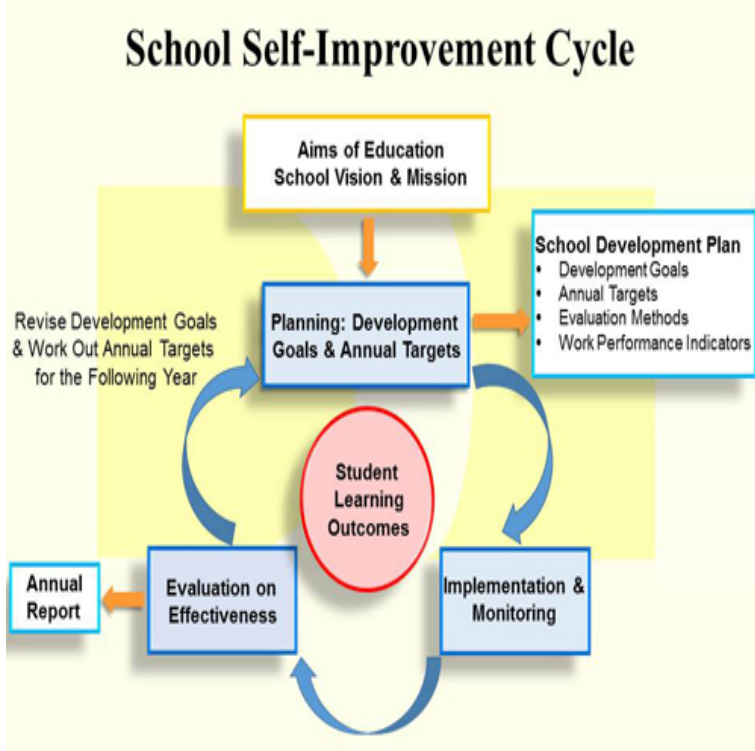 School Self-Improvement Cycle
Aims of Education
School Vision & Mission
School Development Plan
• Development Goals
• Annual Targets
• Evaluation Methods
• Work Performance Indicators
Planning: Development
Goals & Annual Targets
Revise Development Goals
& Work Out Annual Targets
for the Following Year
Student
Learning
Outcomes
Implementation &
Monitoring
Evaluation on
Effectiveness
Annual
Report